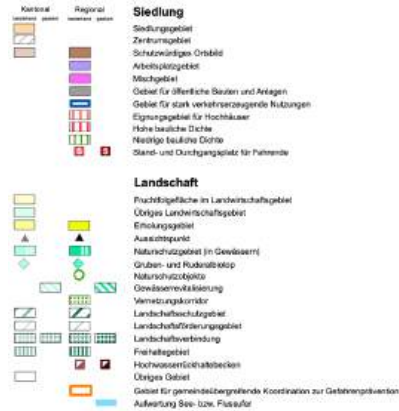 Kantonal Regional Siedlung
bestehend geplant bestehend geplant
Siedlungsgebiet
Zentrumsgebiet
Schutzwürdiges Ortsbild
Arbeitsplatzgebiet
Mischgebiet
Gebiet für öffentliche Bauten und Anlagen
Gebiet für stark verkehrserzeugende Nutzungen
Eignungsgebiet für Hochhäuser
Hohe bauliche Dichte
Niedrige bauliche Dichte
Stand- und Durchgangsplatz für Fahrende
Landschaft
Fruchtfolgefläche im Landwirtschaftsgebiet
Übriges Landwirtschaftsgebiet
Erholungsgebiet
Aussichtspunkt
Naturschutzgebiet (in Gewässern)
Gruben- und Ruderalbiotop
Naturschutzobjekte
Gewässerrevitalisierung
Vernetzungskorridor
Landschaftsschutzgebiet
Landschaftsförderungsgebiet
Landschaftsverbindung
Freihaltegebiet
Hochwasserrückhaltebecken
Übriges Gebiet
Gebiet für gemeindeübergreifende Koordination zur Gefahrenprävention
Aufwertung See- bzw. Flussufer